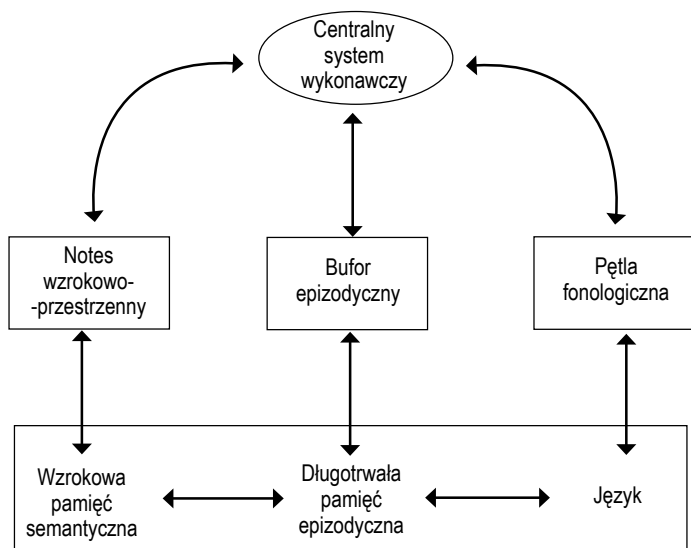 Centralny
system
wykonawczy
Notes
wzrokowo-
-przestrzenny
Bufor
epizodyczny
Pętla
fonologiczna
Wzrokowa
pamięć
semantyczna
Długotrwała
pamięć
epizodyczna
Język